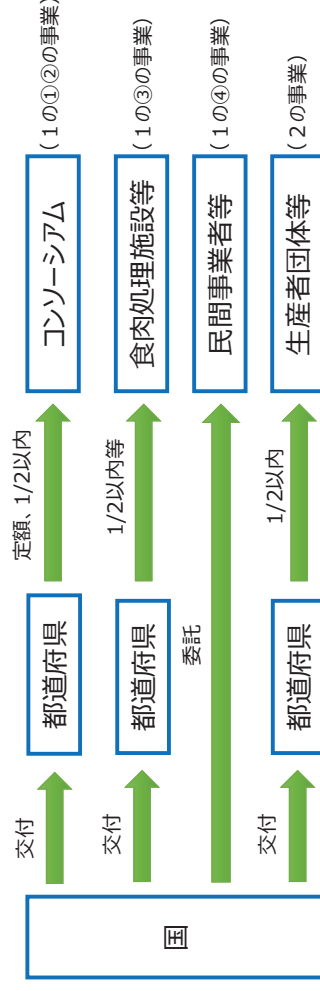 国
交付
都道府県
定額、1/2以内
コンソーシアム
（１の①②の事業）
交付
都道府県
1/2以内等
食肉処理施設等
（１の③の事業）
委託
民間事業者等
（１の④の事業）
交付
都道府県
1/2以内
生産者団体等
（２の事業）